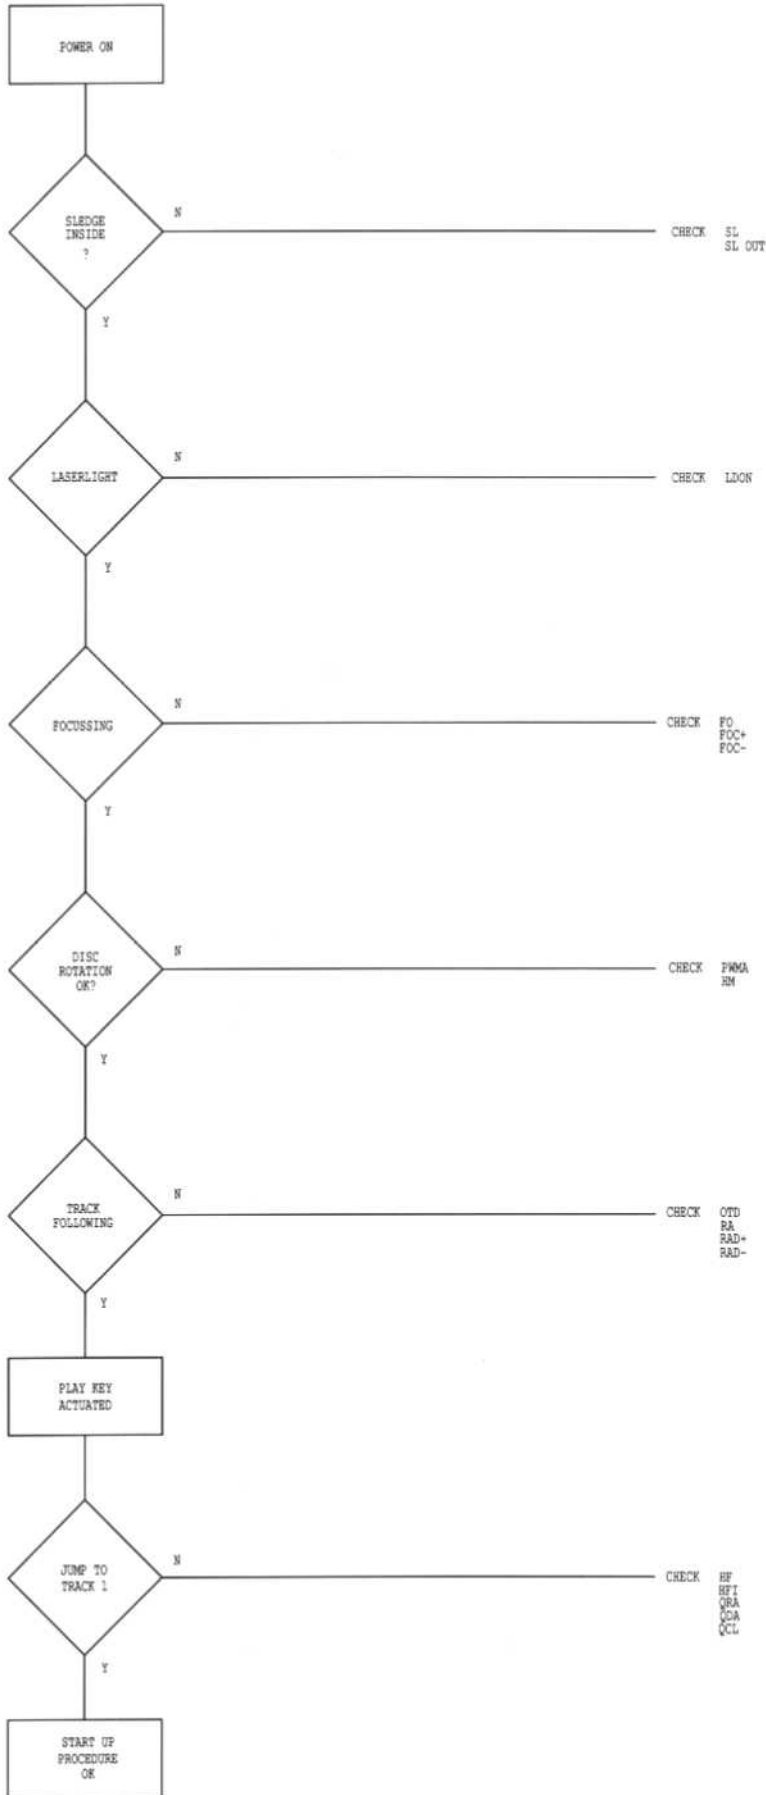 POWER ON
SLEDGE
INSIDE
?
N
CHECK SL
SL OUT
Y
LASERLIGHT
N
CHECK LDON
Y
FOCUSSING
N
CHECK FO
FOC+
FOC-
Y
DISC
ROTATION
OK?
N
CHECK PWMA
HM
Y
TRACK
FOLLOWING
N
CHECK OTD
RA
RAD+
RAD-
Y
PLAY KEY
ACTUATED
JUMP TO
TRACK 1
N
CHECK HF
HFI
QRA
QDA
QCL
Y
START UP
PROCEDURE
OK